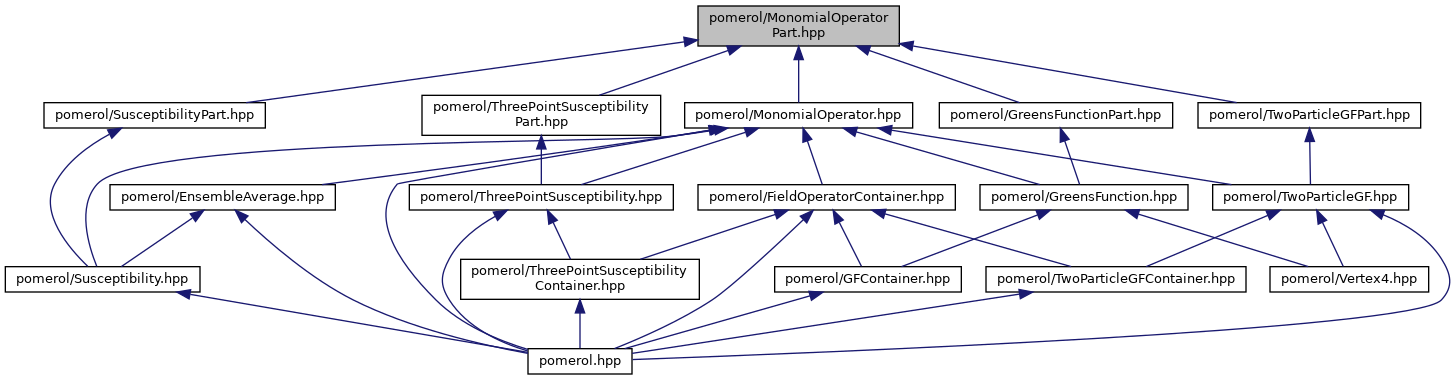 pomerol/MonomialOperator
Part.hpp
pomerol/SusceptibilityPart.hpp
pomerol/ThreePointSusceptibility
Part.hpp
pomerol/MonomialOperator.hpp
pomerol/GreensFunctionPart.hpp
pomerol/TwoParticleGFPart.hpp
pomerol/EnsembleAverage.hpp
pomerol/ThreePointSusceptibility.hpp
pomerol/FieldOperatorContainer.hpp
pomerol/GreensFunction.hpp
pomerol/TwoParticleGF.hpp
pomerol/Susceptibility.hpp
pomerol/ThreePointSusceptibility
Container.hpp
pomerol/GFContainer.hpp
pomerol/TwoParticleGFContainer.hpp
pomerol/Vertex4.hpp
pomerol.hpp